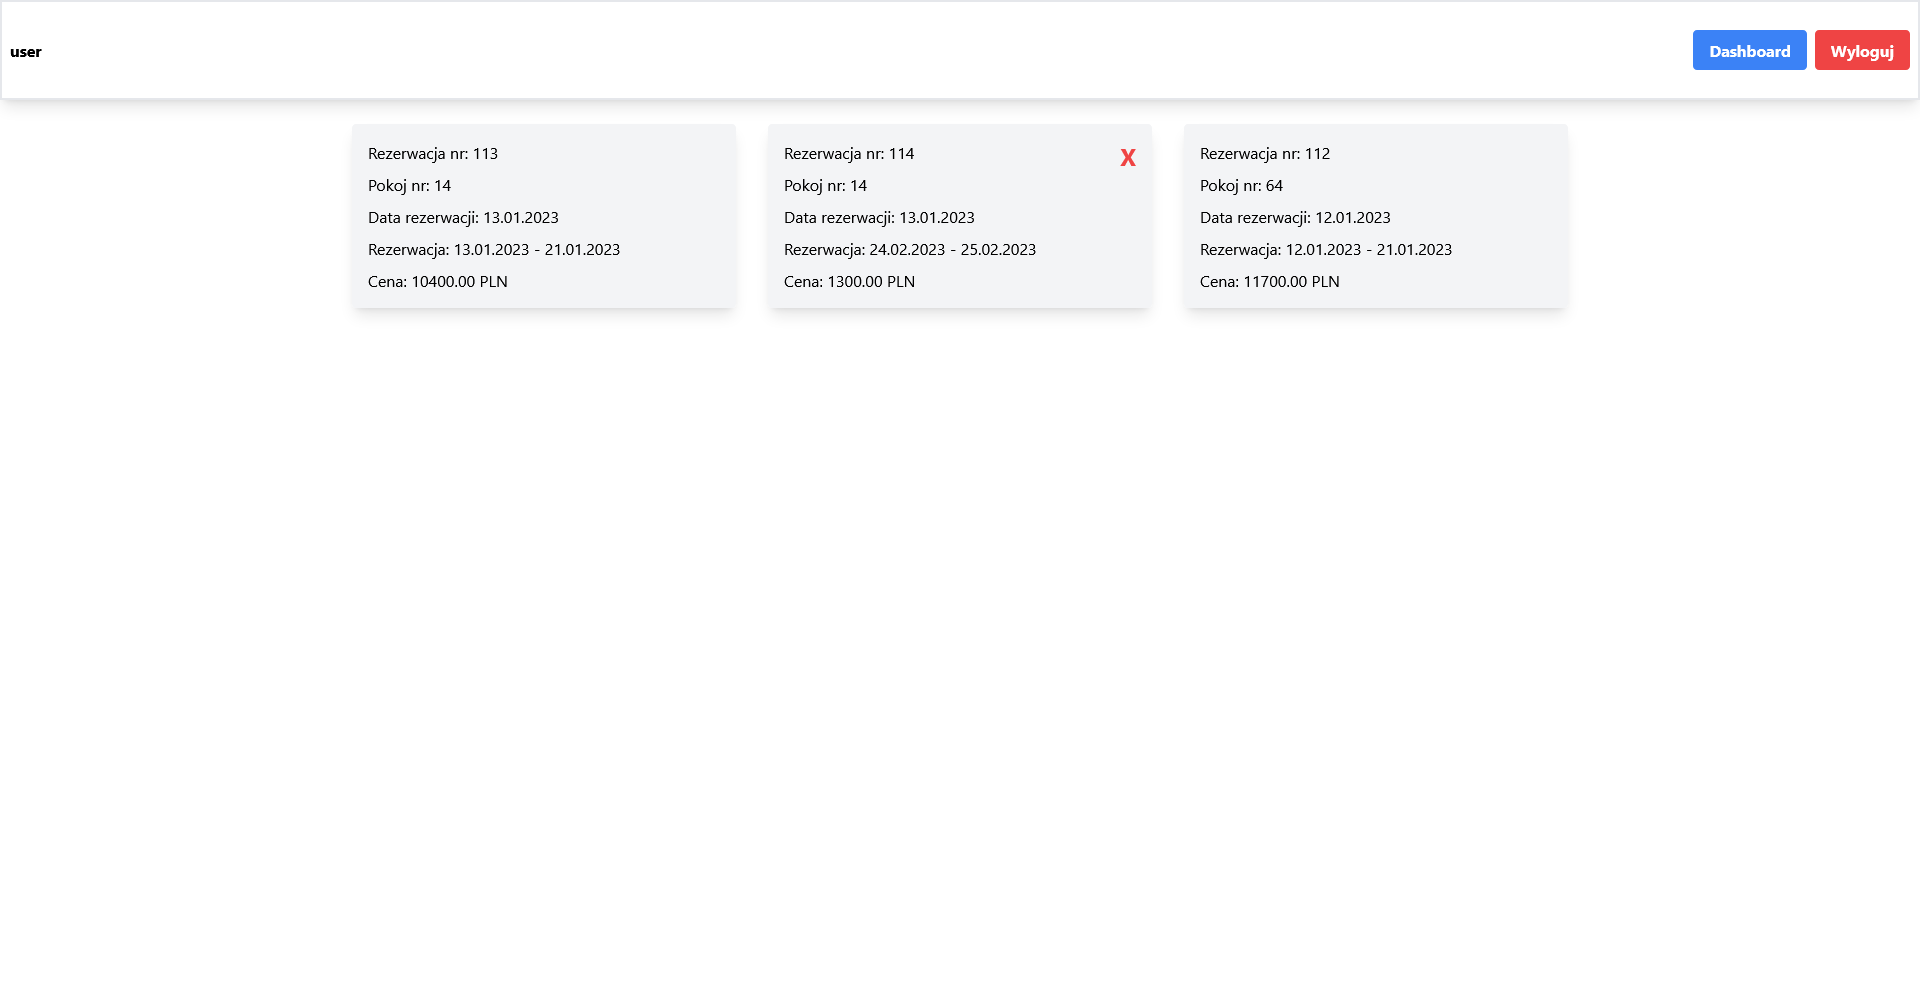 user
Dashboard
Wyloguj
Rezerwacja nr: 113
Pokoj nr: 14
Data rezerwacji: 13.01.2023
Rezerwacja: 13.01.2023 - 21.01.2023
Cena: 10400.00 PLN
Rezerwacja nr: 114
X
Pokoj nr: 14
Data rezerwacji: 13.01.2023
Rezerwacja: 24.02.2023 - 25.02.2023
Cena: 1300.00 PLN
Rezerwacja nr: 112
Pokoj nr: 64
Data rezerwacji: 12.01.2023
Rezerwacja: 12.01.2023 - 21.01.2023
Cena: 11700.00 PLN